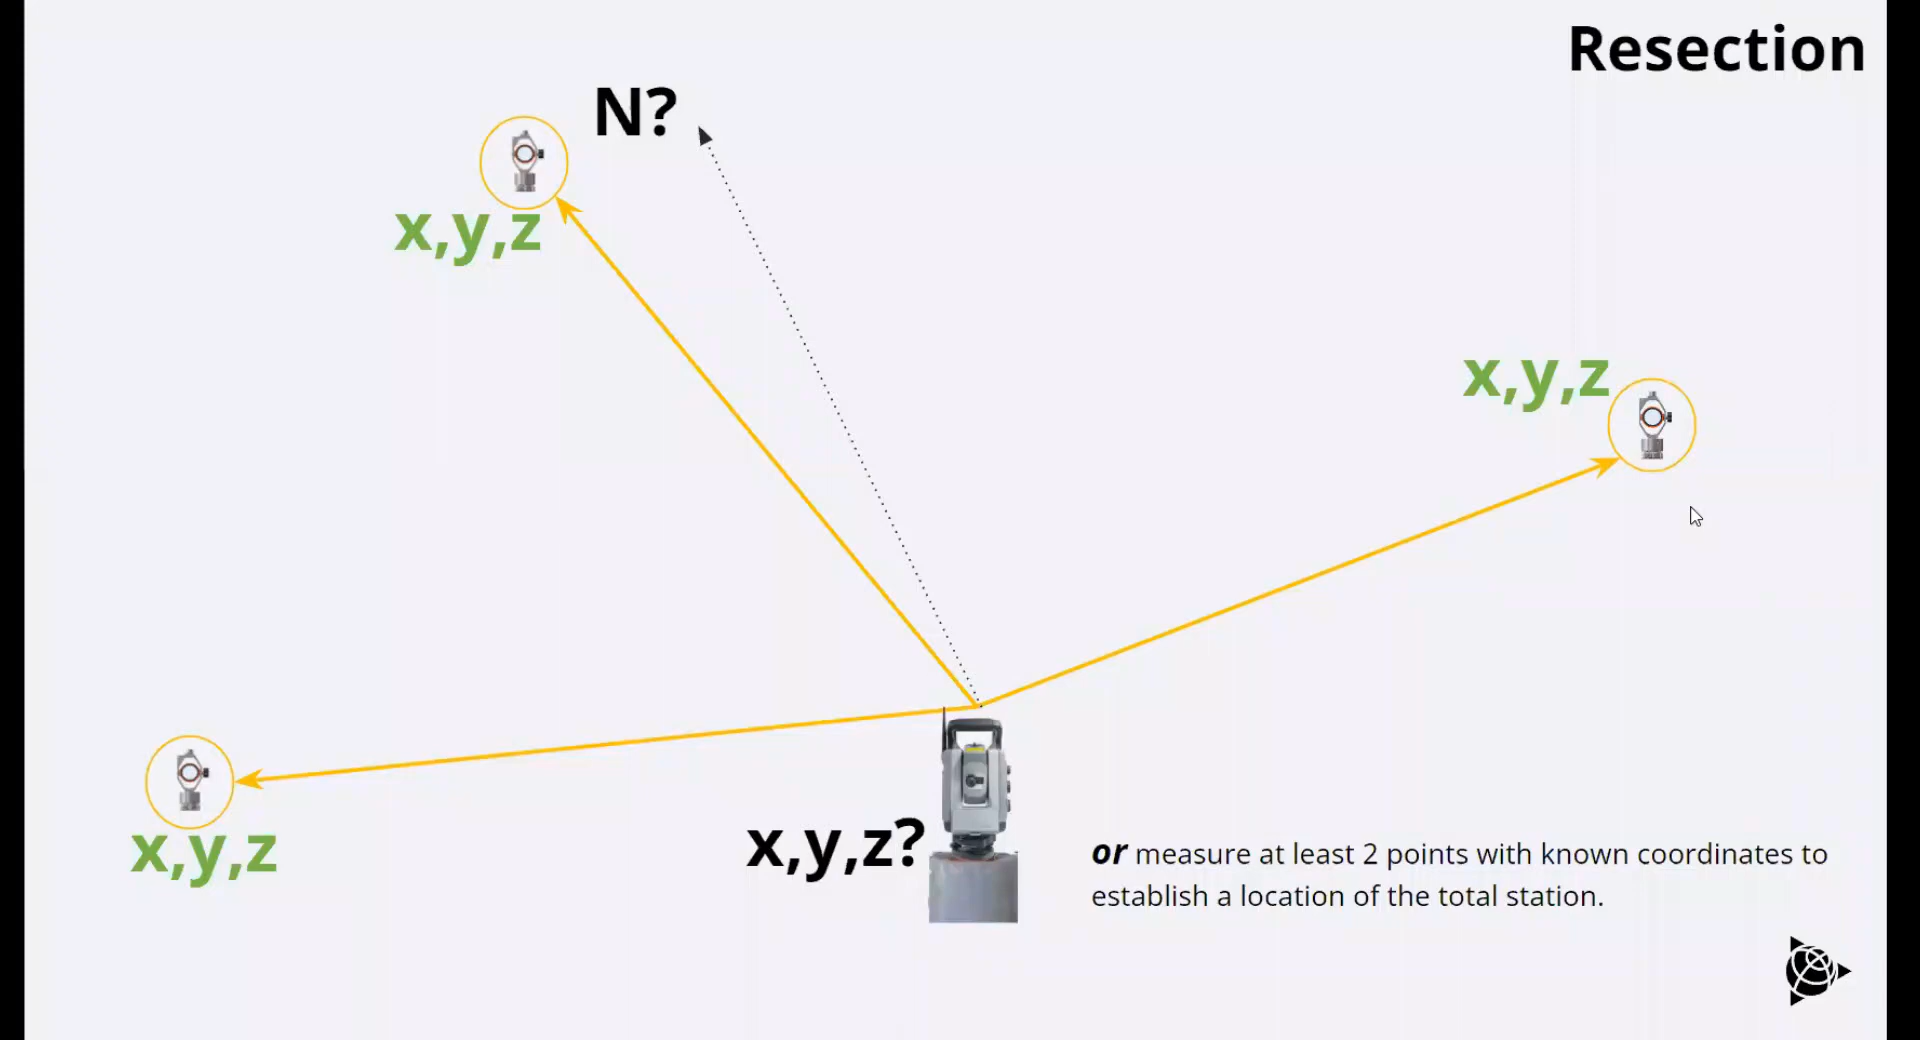 Resection
N?
x,y,z
x,y,z
x,y,z?
x,y,z
or measure at least 2 points with known coordinates to
establish a location of the total station.